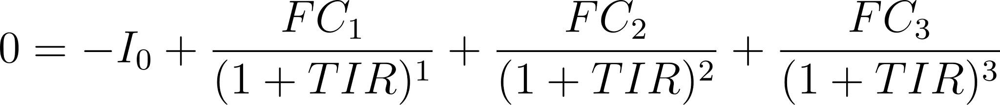 0 = -I_0 + \frac{FC_1}{(1 + TIR)^1} + \frac{FC_2}{(1 + TIR)^2} + \frac{FC_3}{(1 + TIR)^3}